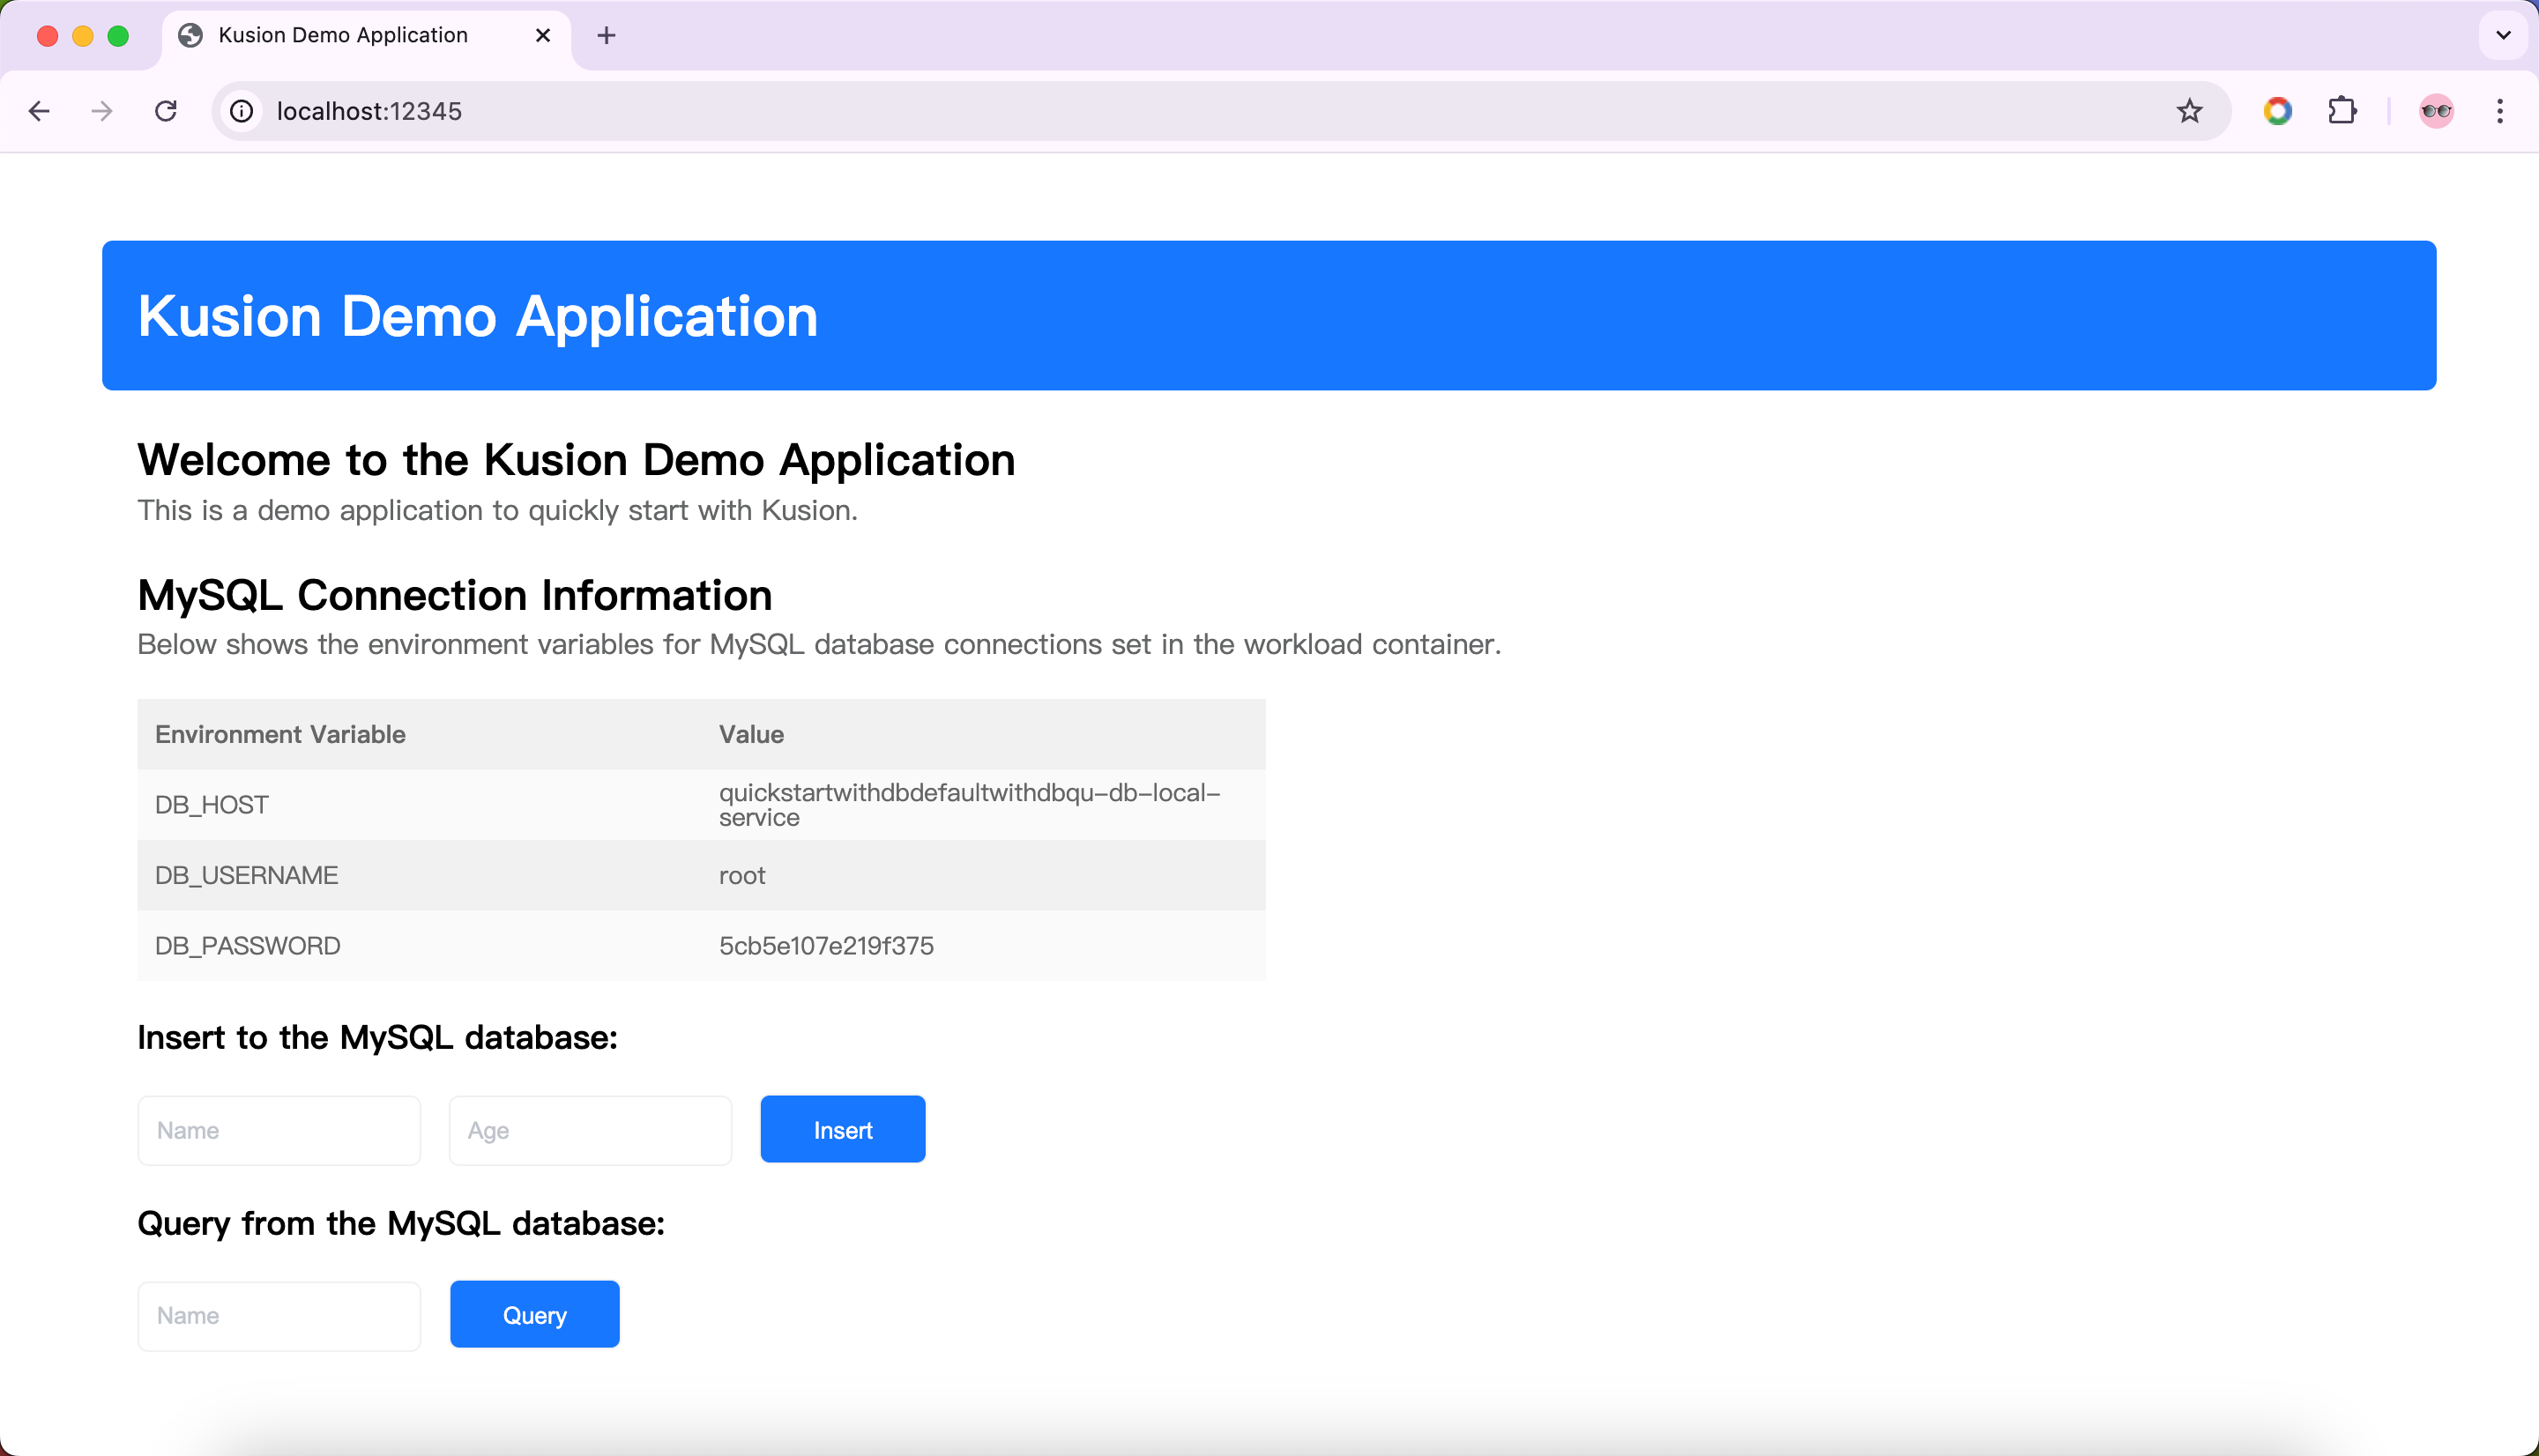 Kusion Demo Application
localhost:12345
Kusion Demo Application
Welcome to the Kusion Demo Application
This is a demo application to quickly start with Kusion.
MySQL Connection Information
Below shows the environment variables for MySQL database connections set in the workload container.
Environment Variable Value
DB_HOST quickstartwithdbdefaultwithdbqu-db-local-
service
DB_USERNAME root
DB_PASSWORD 5cb5e107e219f375
Insert to the MySQL database:
Name Age Insert
Query from the MySQL database:
Name Query